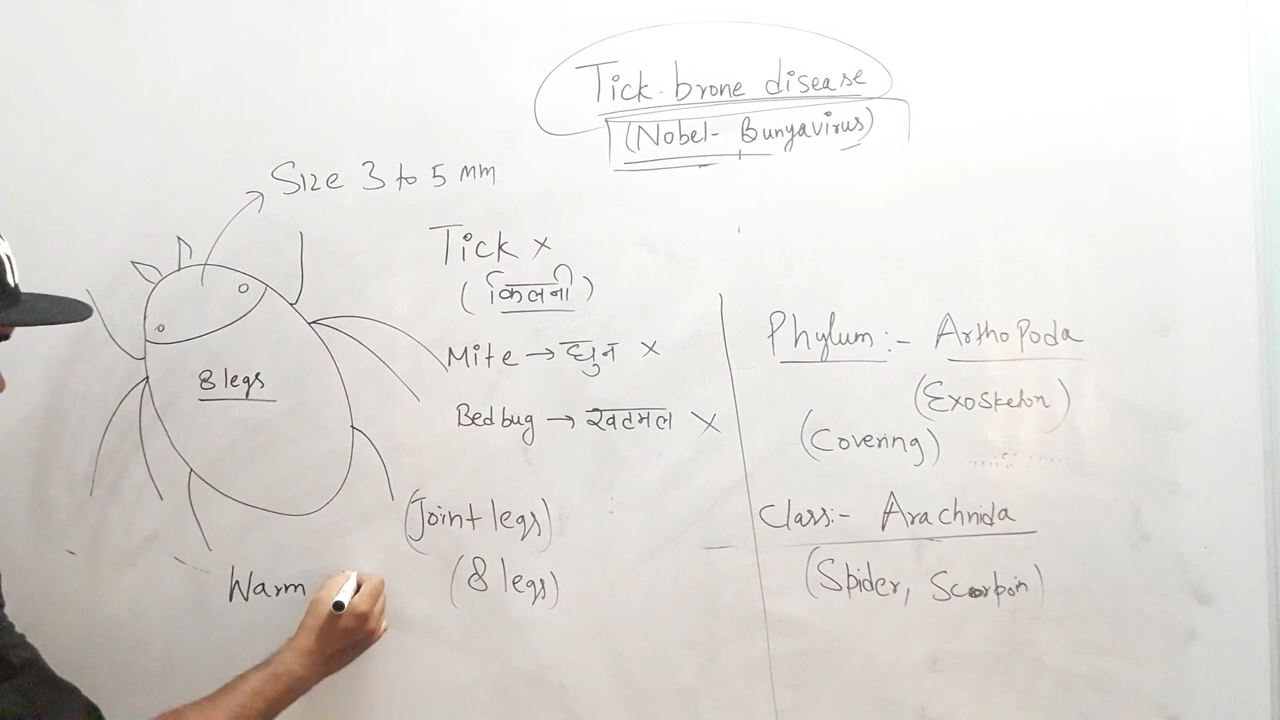 Tick-brone disease
(Nobel- Bunyavirus)
Size 3 to 5 mm
8 legs
Tick ×
(किलनी)
Mite → घुन ×
Bedbug → खटमल ×
(Joint legs)
(8 legs)
Warm
Phylum:- Arthopoda
(Exoskelon)
(Covering)
Class:- Arachnida
(Spider, Scorpoin)